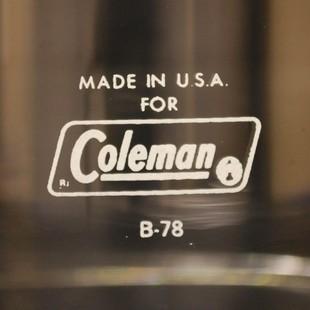 MADE IN U.S.A.
FOR
Coleman
B-78